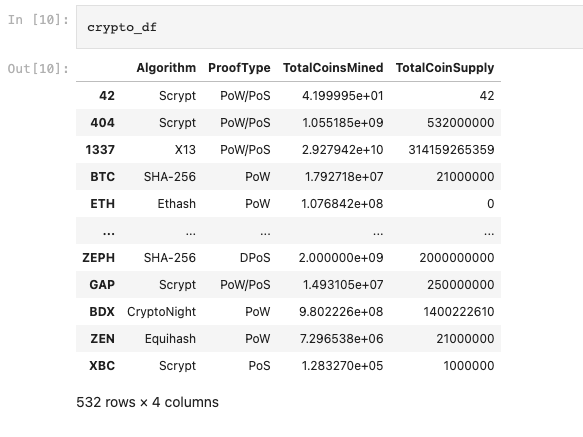 In [10]: crypto_df
Out[10]:
Algorithm ProofType TotalCoinsMined TotalCoinSupply
42 Scrypt PoW/PoS 4.199995e+01 42
404 Scrypt PoW/PoS 1.055185e+09 532000000
1337 X13 PoW/PoS 2.927942e+10 314159265359
BTC SHA-256 PoW 1.792718e+07 21000000
ETH Ethash PoW 1.076842e+08 0
... ... ... ... ...
ZEPH SHA-256 DPoS 2.000000e+09 2000000000
GAP Scrypt PoW/PoS 1.493105e+07 250000000
BDX CryptoNight PoW 9.802226e+08 1400222610
ZEN Equihash PoW 7.296538e+06 21000000
XBC Scrypt PoS 1.283270e+05 1000000
532 rows × 4 columns